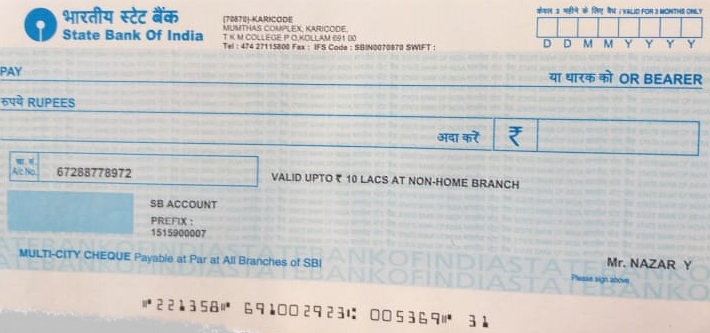 भारतीय स्टेट बैंक
State Bank Of India
(70870)-KARICODE
MUMTHAS COMPLEX, KARICODE,
T K M COLLEGE P O,KOLLAM 691 00
Tel : 474 27115800 Fax : IFS Code : SBIN0070870 SWIFT :
केवल 3 महीने के लिए वैध / VALID FOR 3 MONTHS ONLY
D D M M Y Y Y Y
PAY
या धारक को OR BEARER
रुपये RUPEES
अदा करें ₹
खा. सं.
A/c No. 67288778972
VALID UPTO ₹ 10 LACS AT NON-HOME BRANCH
SB ACCOUNT
PREFIX :
1515900007
MULTI-CITY CHEQUE Payable at Par at All Branches of SBI
Mr. NAZAR Y
Please sign above
⑈221358⑈ 691002923⑆ 005369⑈ 31